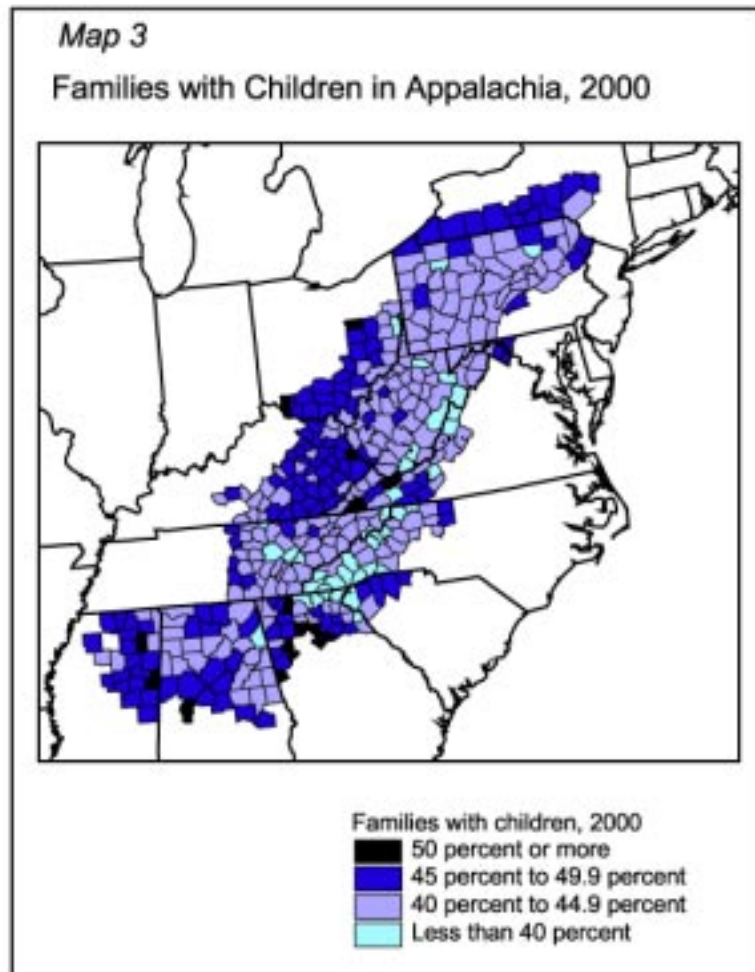 Map 3
Families with Children in Appalachia, 2000
Families with children, 2000
50 percent or more
45 percent to 49.9 percent
40 percent to 44.9 percent
Less than 40 percent